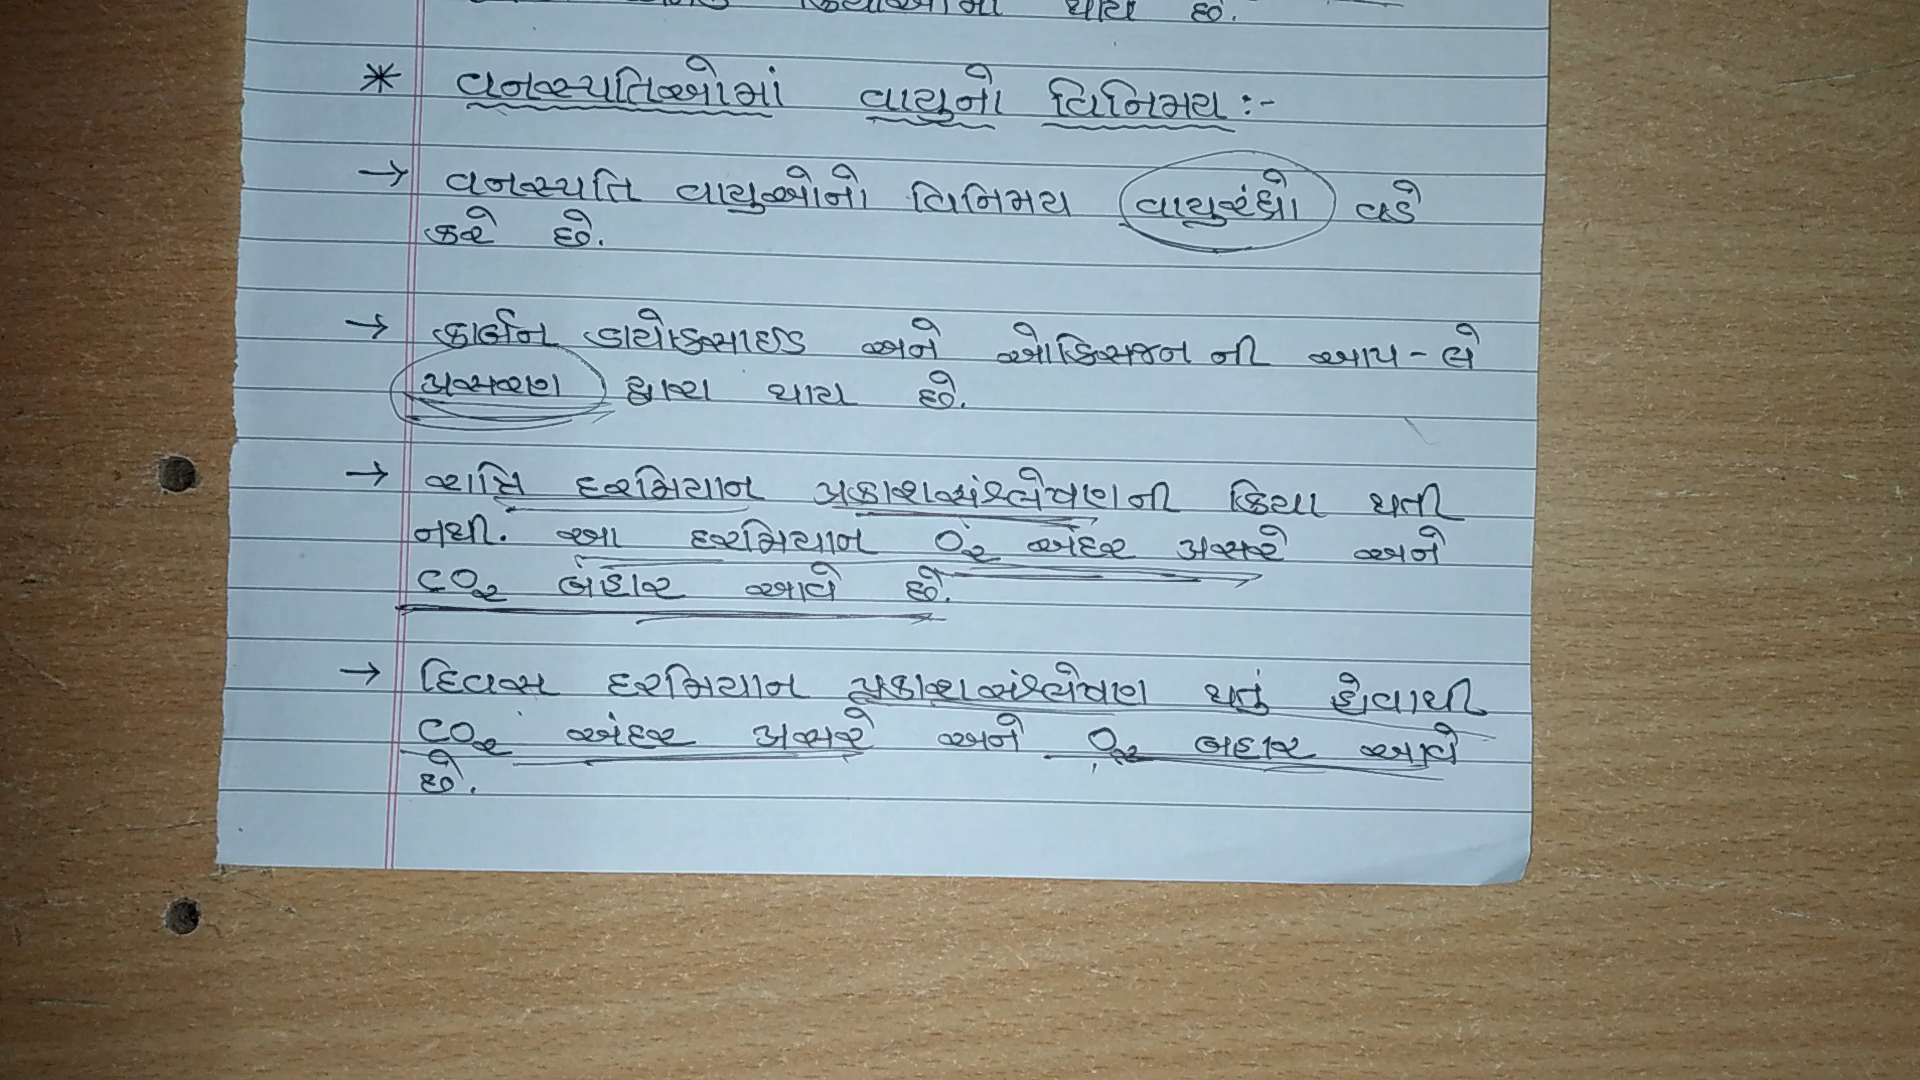 થાય છે.
* વનસ્પતિઓમાં વાયુનો વિનિમય :-
→ વનસ્પતિ વાયુઓનો વિનિમય વાયુરંધ્રો વડે
કરે છે.
→ કાર્બન ડાયોક્સાઇડ અને ઓક્સિજન ની આપ - લે
પ્રસરણ દ્વારા થાય છે.
→ રાત્રિ દરમિયાન પ્રકાશસંશ્લેષણની ક્રિયા થતી
નથી. આ દરમિયાન O₂ અંદર પ્રસરે અને
CO₂ બહાર આવે છે.
→ દિવસ દરમિયાન પ્રકાશસંશ્લેષણ થતું હોવાથી
CO₂ અંદર પ્રસરે અને O₂ બહાર આવે
છે.